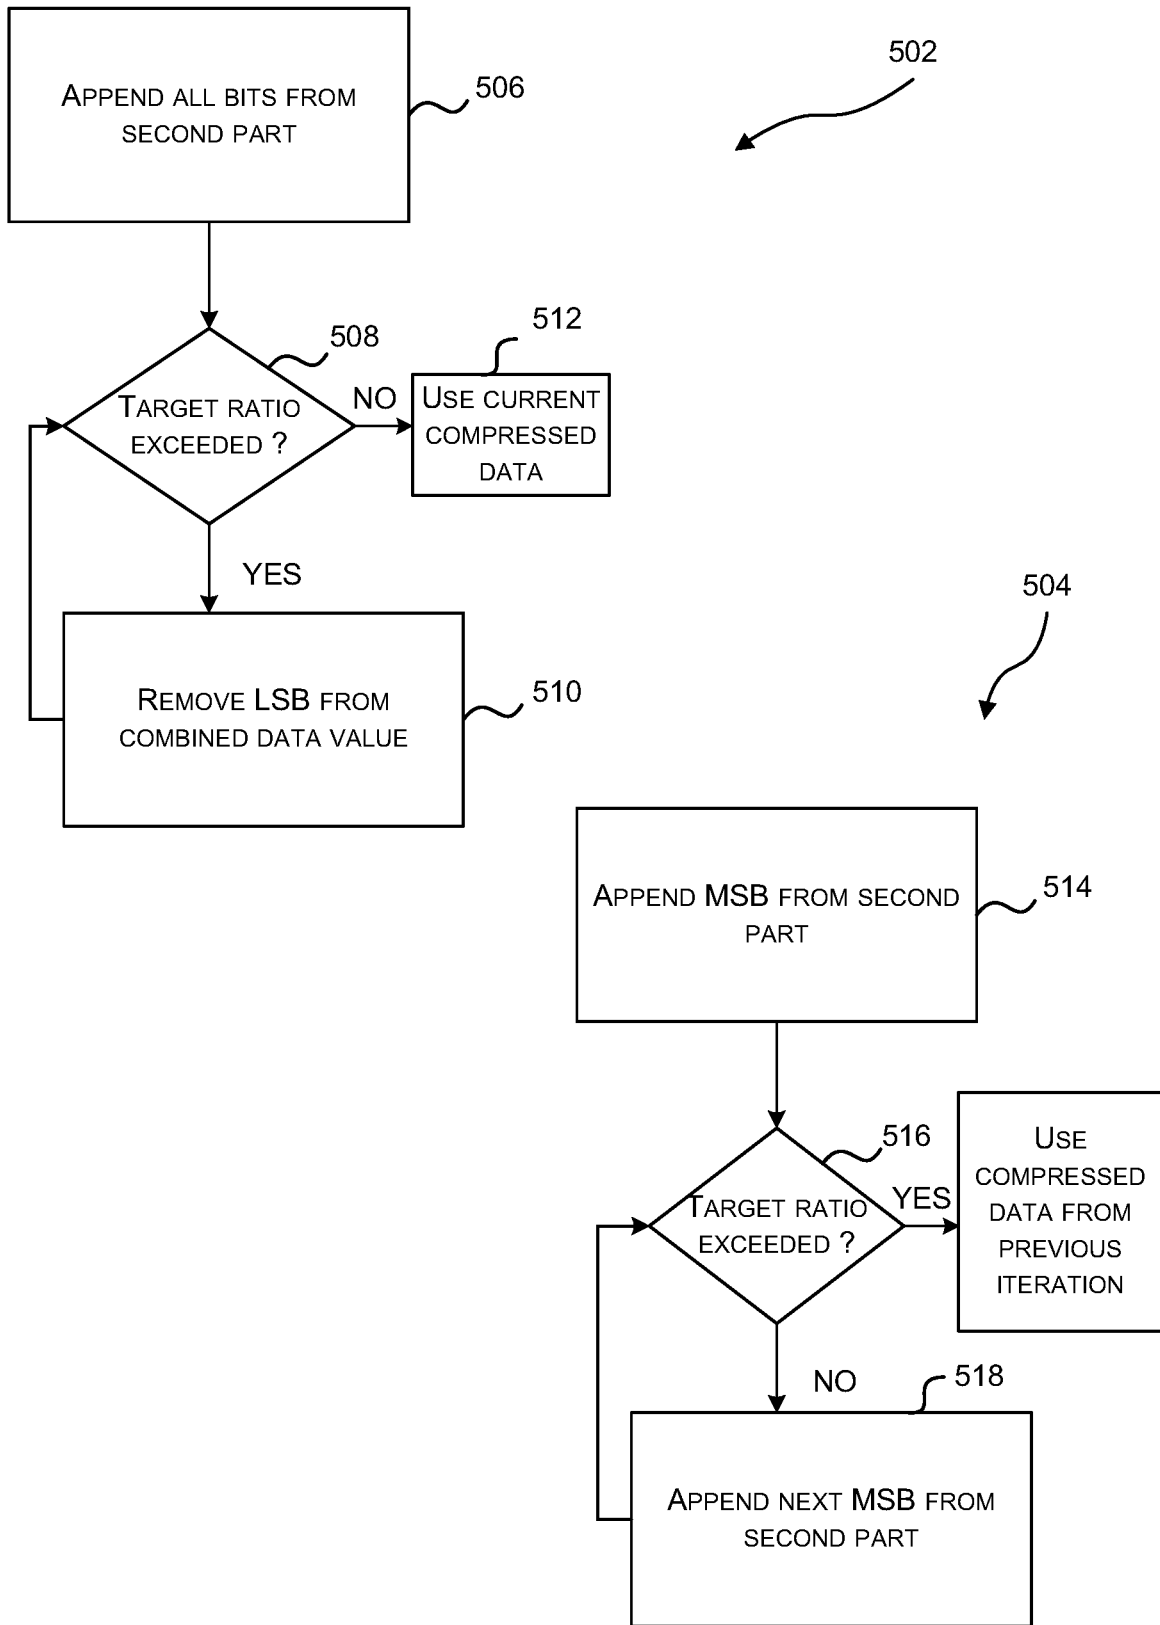 APPEND ALL BITS FROM
SECOND PART
506
502
TARGET RATIO
EXCEEDED ?
508
NO
512
USE CURRENT
COMPRESSED
DATA
YES
REMOVE LSB FROM
COMBINED DATA VALUE
510
504
APPEND MSB FROM SECOND
PART
514
TARGET RATIO
EXCEEDED ?
516
YES
USE
COMPRESSED
DATA FROM
PREVIOUS
ITERATION
NO
518
APPEND NEXT MSB FROM
SECOND PART